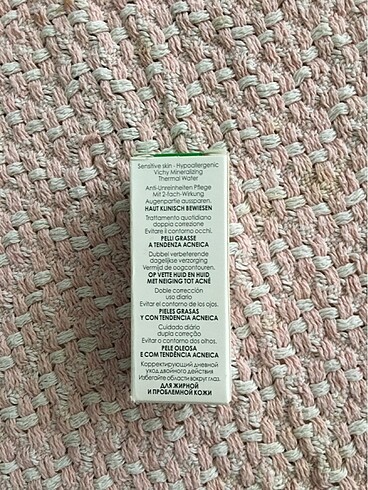 Sensitive skin - Hypoallergenic
Vichy Mineralizing
Thermal Water
Anti-Unreinheiten Pflege
Mit 2-fach-Wirkung
Augenpartie aussparen.
HAUT KLINISCH BEWIESEN
Trattamento quotidiano
doppia correzione
Evitare il contorno occhi.
PELLI GRASSE
A TENDENZA ACNEICA
Dubbel verbeterende
dagelijkse verzorging
Vermijd de oogcontouren.
OP VETTE HUID EN HUID
MET NEIGING TOT ACNÉ
Doble corrección
uso diario
Evitar el contorno de los ojos.
PIELES GRASAS
Y CON TENDENCIA ACNEICA
Cuidado diário
dupla correção
Evitar o contorno dos olhos.
PELE OLEOSA
E COM TENDÊNCIA ACNEICA
Корректирующий дневной
уход двойного действия
Избегайте области вокруг глаз.
ДЛЯ ЖИРНОЙ
И ПРОБЛЕМНОЙ КОЖИ